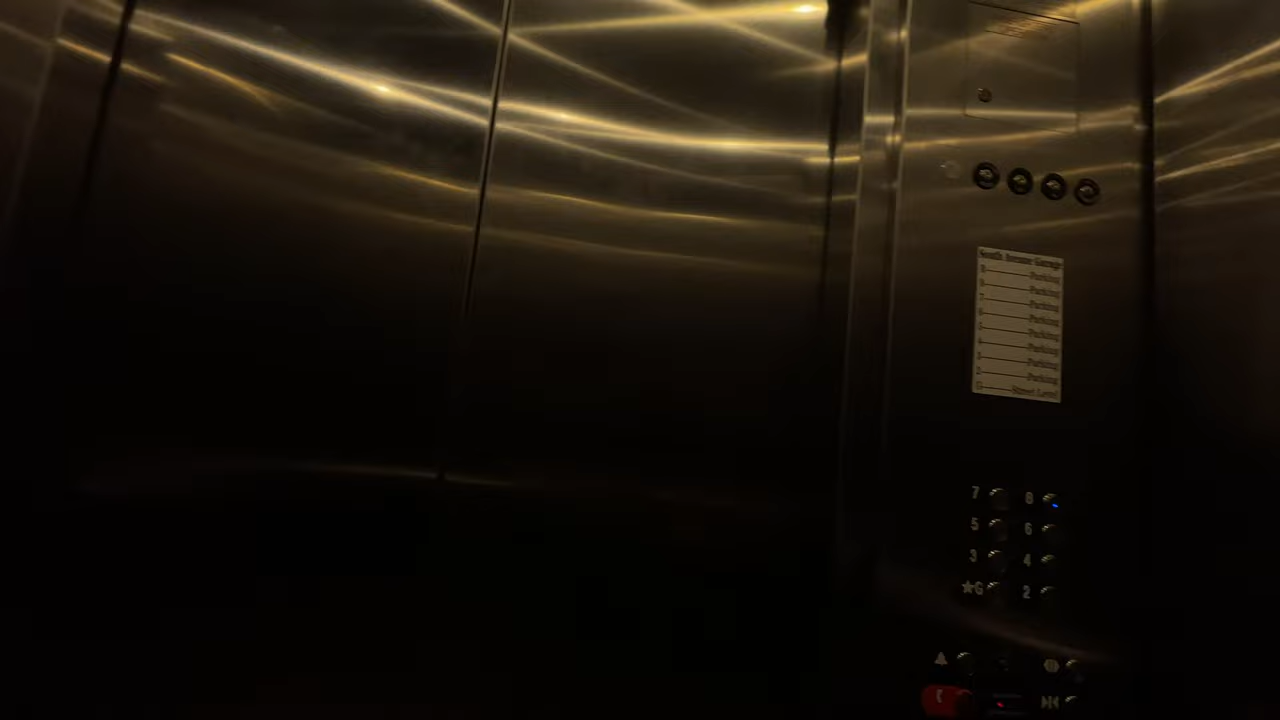 South Avenue Garage
Parking
Parking
7 Parking
6 Parking
5 Parking
4 Parking
3 Parking
2 Parking
G Street Level
7 8
5 6
3 4
★G 2